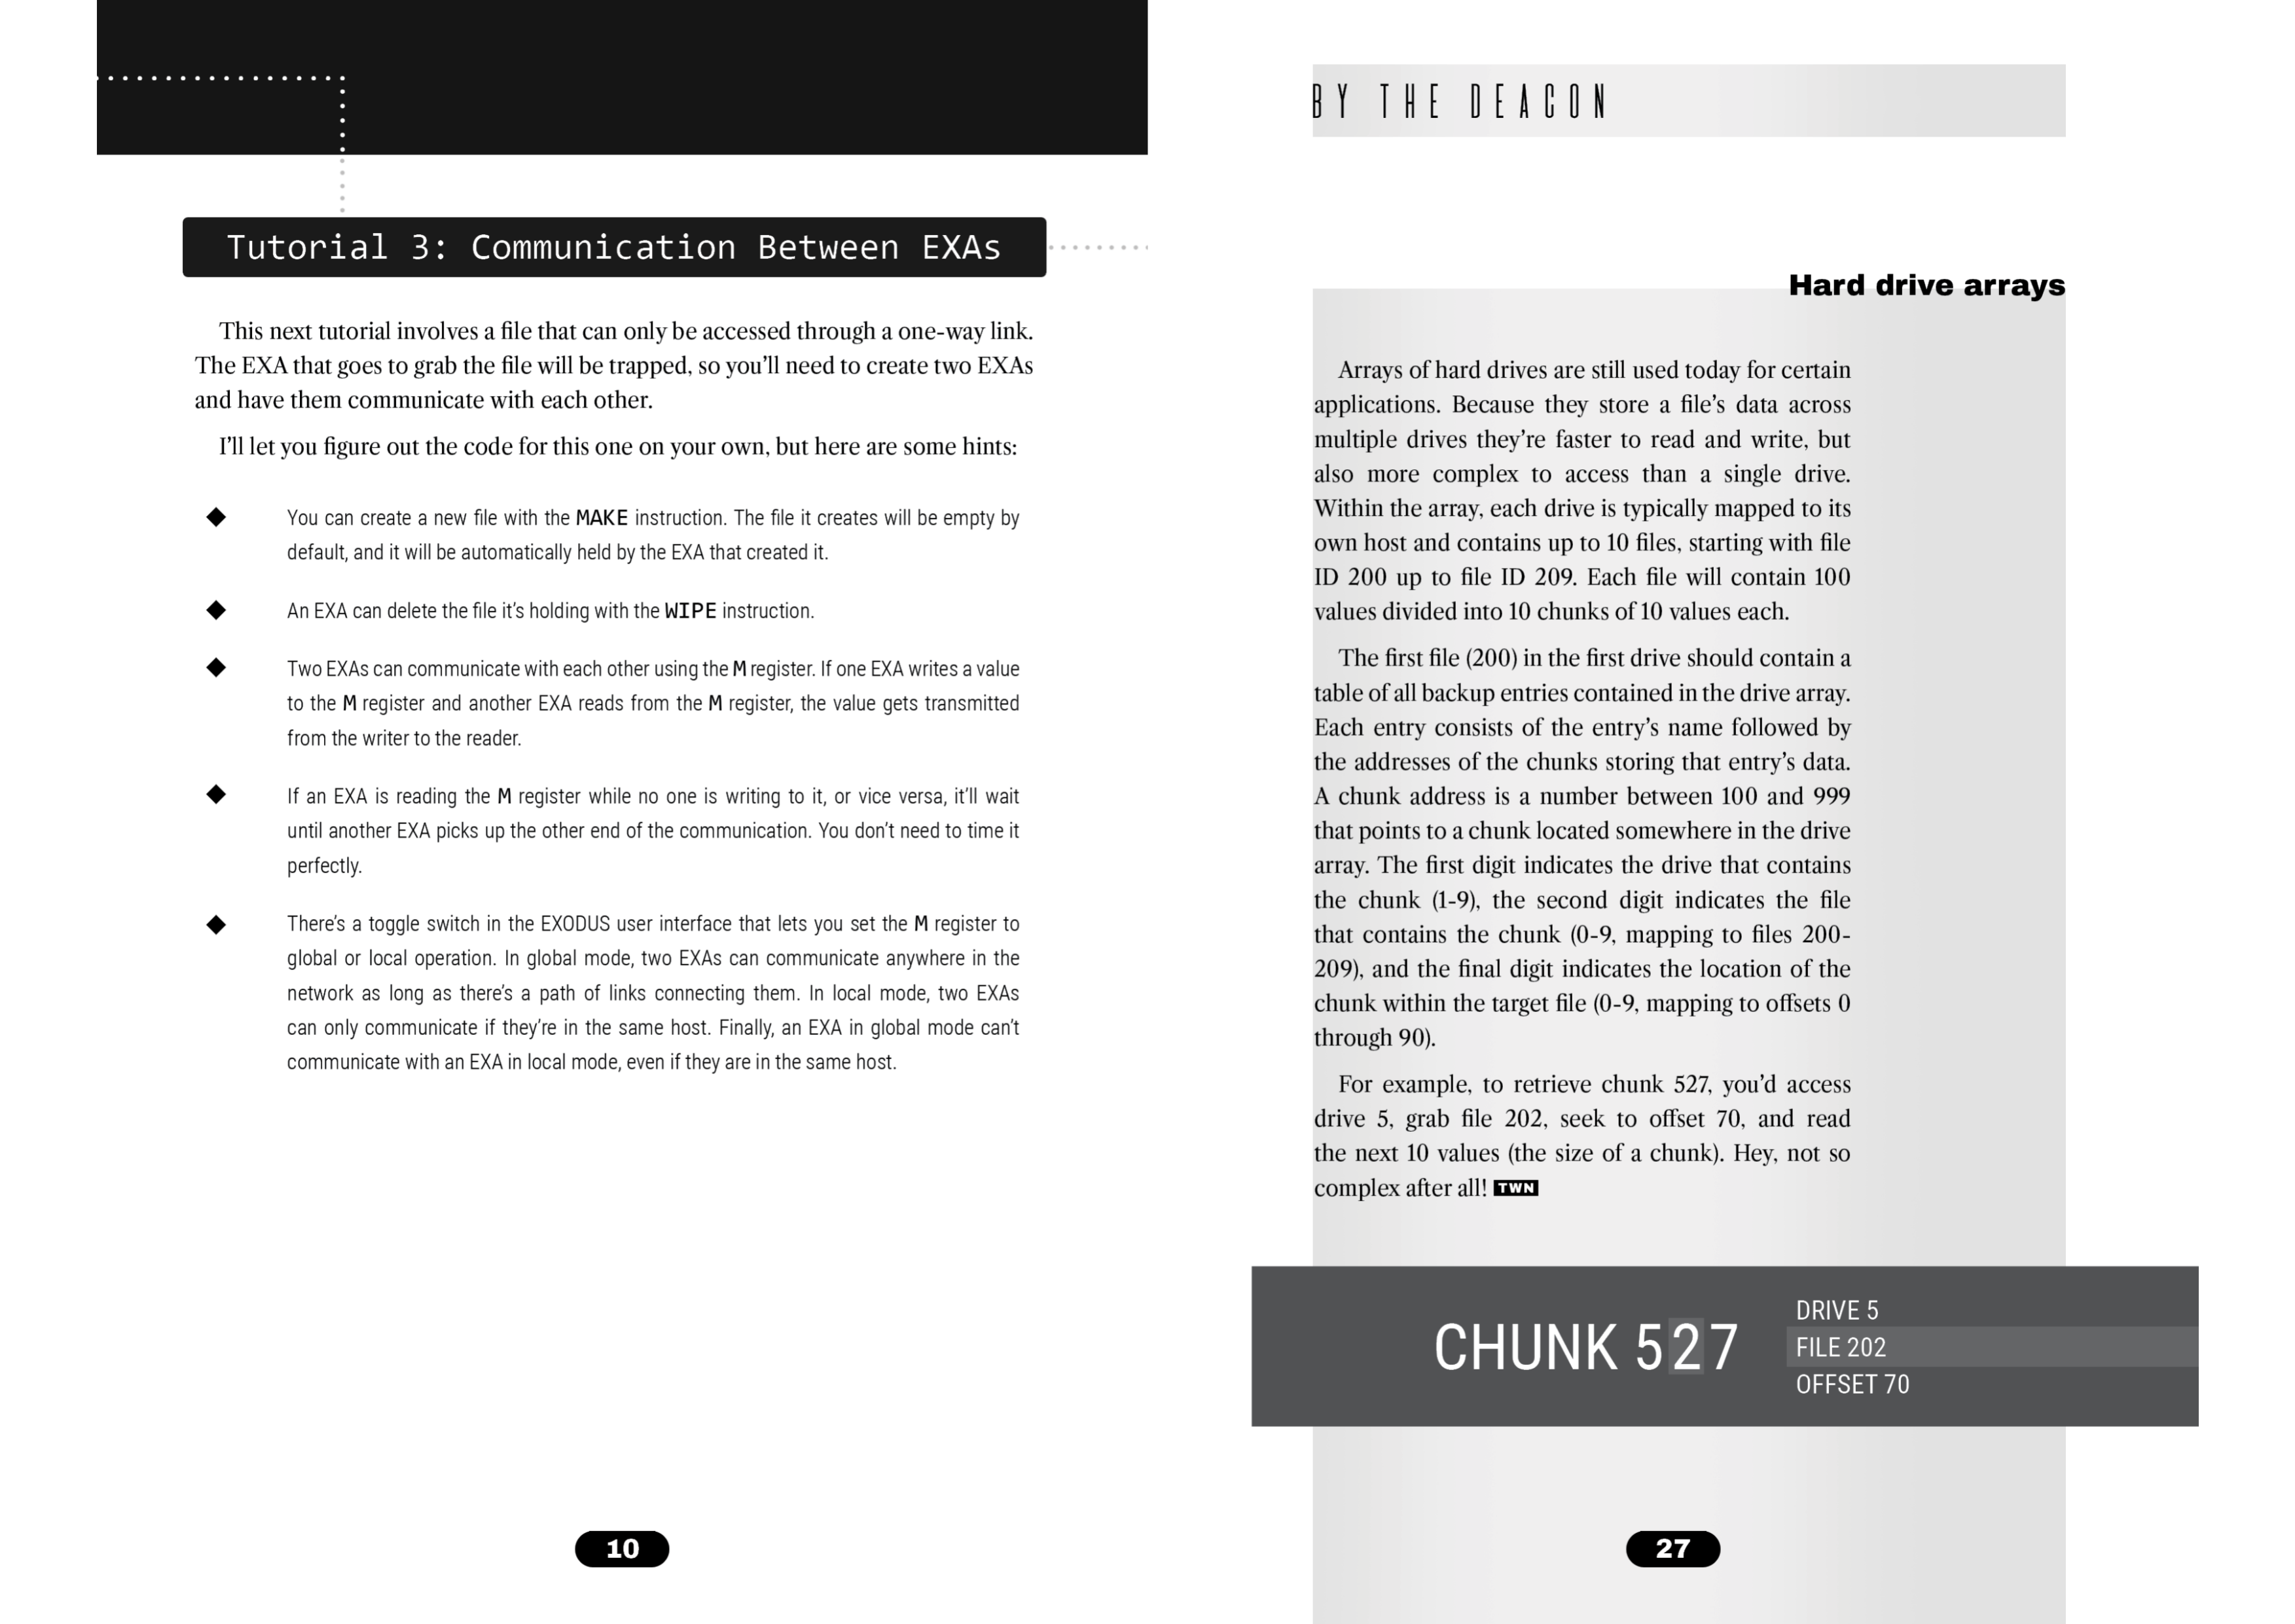 Tutorial 3: Communication Between EXAs
This next tutorial involves a file that can only be accessed through a one-way link.
The EXA that goes to grab the file will be trapped, so you’ll need to create two EXAs
and have them communicate with each other.
I’ll let you figure out the code for this one on your own, but here are some hints:
◆ You can create a new file with the MAKE instruction. The file it creates will be empty by
default, and it will be automatically held by the EXA that created it.
◆ An EXA can delete the file it’s holding with the WIPE instruction.
◆ Two EXAs can communicate with each other using the M register. If one EXA writes a value
to the M register and another EXA reads from the M register, the value gets transmitted
from the writer to the reader.
◆ If an EXA is reading the M register while no one is writing to it, or vice versa, it’ll wait
until another EXA picks up the other end of the communication. You don’t need to time it
perfectly.
◆ There’s a toggle switch in the EXODUS user interface that lets you set the M register to
global or local operation. In global mode, two EXAs can communicate anywhere in the
network as long as there’s a path of links connecting them. In local mode, two EXAs
can only communicate if they’re in the same host. Finally, an EXA in global mode can’t
communicate with an EXA in local mode, even if they are in the same host.
10
BY THE DEACON
Hard drive arrays
Arrays of hard drives are still used today for certain
applications. Because they store a file’s data across
multiple drives they’re faster to read and write, but
also more complex to access than a single drive.
Within the array, each drive is typically mapped to its
own host and contains up to 10 files, starting with file
ID 200 up to file ID 209. Each file will contain 100
values divided into 10 chunks of 10 values each.
The first file (200) in the first drive should contain a
table of all backup entries contained in the drive array.
Each entry consists of the entry’s name followed by
the addresses of the chunks storing that entry’s data.
A chunk address is a number between 100 and 999
that points to a chunk located somewhere in the drive
array. The first digit indicates the drive that contains
the chunk (1-9), the second digit indicates the file
that contains the chunk (0-9, mapping to files 200-
209), and the final digit indicates the location of the
chunk within the target file (0-9, mapping to offsets 0
through 90).
For example, to retrieve chunk 527, you’d access
drive 5, grab file 202, seek to offset 70, and read
the next 10 values (the size of a chunk). Hey, not so
complex after all! TWN
CHUNK 527
DRIVE 5
FILE 202
OFFSET 70
27